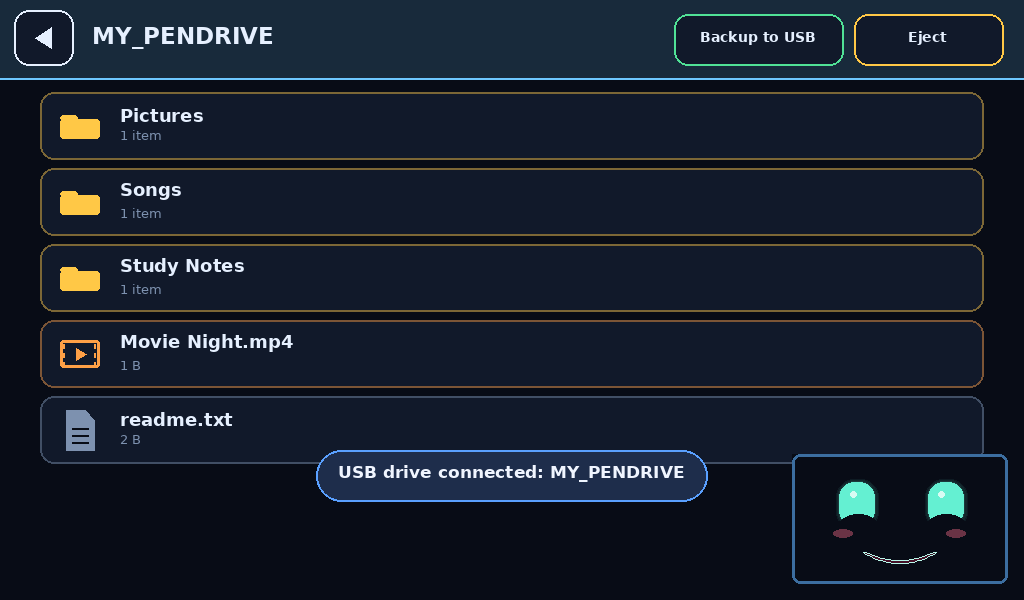 MY_PENDRIVE
Backup to USB
Eject
Pictures
1 item
Songs
1 item
Study Notes
1 item
Movie Night.mp4
1 B
readme.txt
2 B
USB drive connected: MY_PENDRIVE